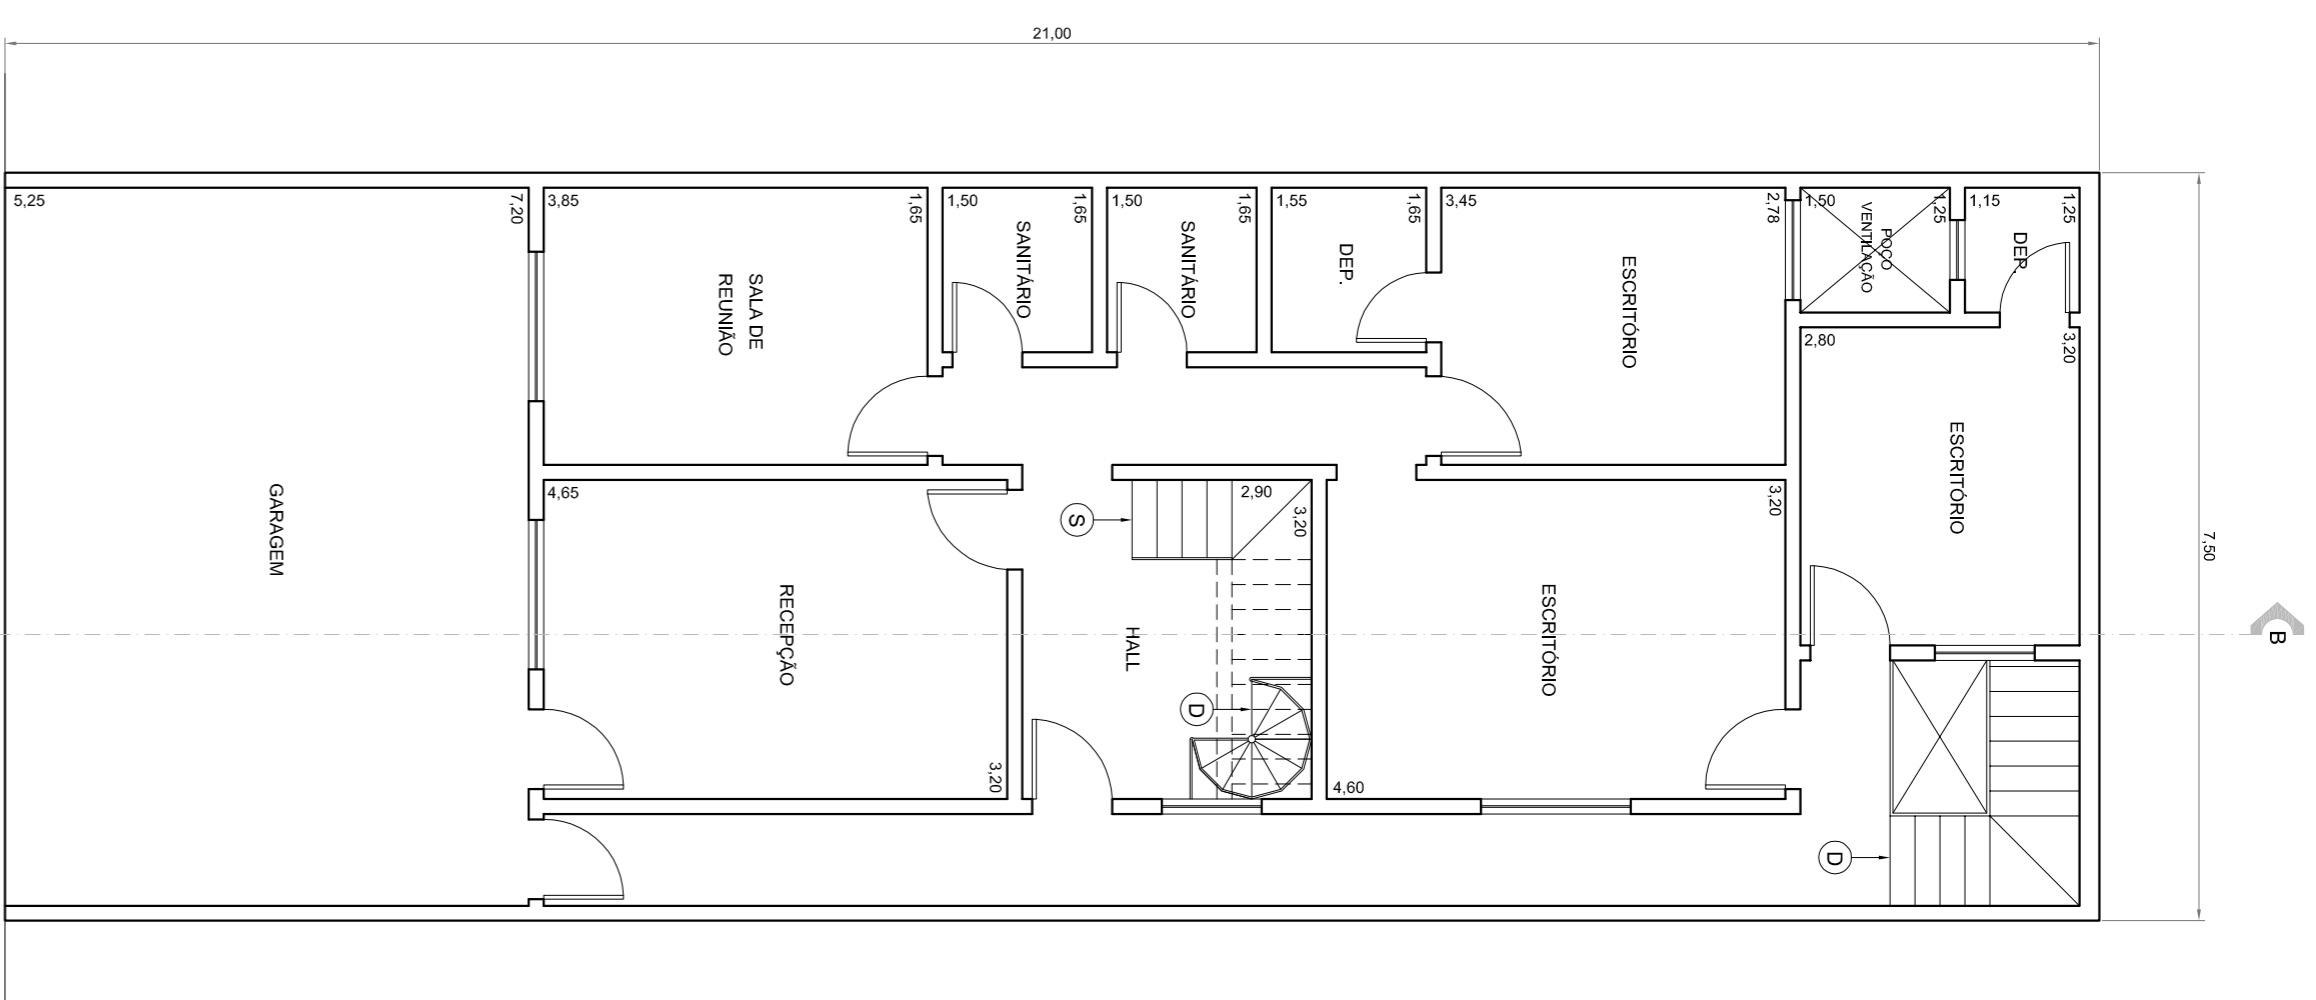 21,00
5,25
7,20
3,85
1,65
1,50
1,65
1,50
1,65
1,55
1,65
3,45
2,78
1,50
1,25
1,15
1,25
SANITÁRIO
SANITÁRIO
DEP.
ESCRITÓRIO
POÇO
VENTILAÇÃO
DEP.
SALA DE
REUNIÃO
2,80
3,20
ESCRITÓRIO
GARAGEM
4,65
S
2,90
3,20
3,20
7,50
RECEPÇÃO
HALL
ESCRITÓRIO
B
D
3,20
4,60
D